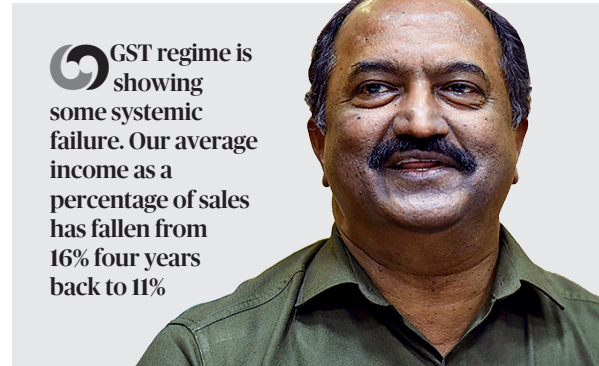 GST regime is
showing
some systemic
failure. Our average
income as a
percentage of sales
has fallen from
16% four years
back to 11%